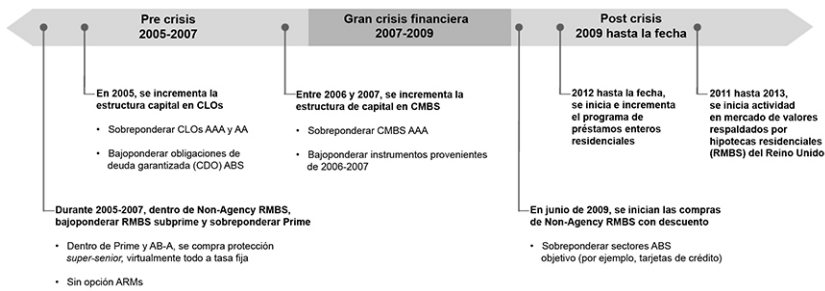 Pre crisis
2005-2007
Gran crisis financiera
2007-2009
Post crisis
2009 hasta la fecha
En 2005, se incrementa la
estructura capital en CLOs
• Sobreponderar CLOs AAA y AA
• Bajoponderar obligaciones de
deuda garantizada (CDO) ABS
Entre 2006 y 2007, se incrementa la
estructura de capital en CMBS
• Sobreponderar CMBS AAA
• Bajoponderar instrumentos provenientes
de 2006-2007
2012 hasta la fecha,
se inicia e incrementa
el programa de
préstamos enteros
residenciales
2011 hasta 2013,
se inicia actividad
en mercado de valores
respaldados por
hipotecas residenciales
(RMBS) del Reino Unido
Durante 2005-2007, dentro de Non-Agency RMBS,
bajoponderar RMBS subprime y sobreponderar Prime
• Dentro de Prime y AB-A, se compra protección
super-senior, virtualmente todo a tasa fija
• Sin opción ARMs
En junio de 2009, se inician las compras
de Non-Agency RMBS con descuento
• Sobreponderar sectores ABS
objetivo (por ejemplo, tarjetas de crédito)